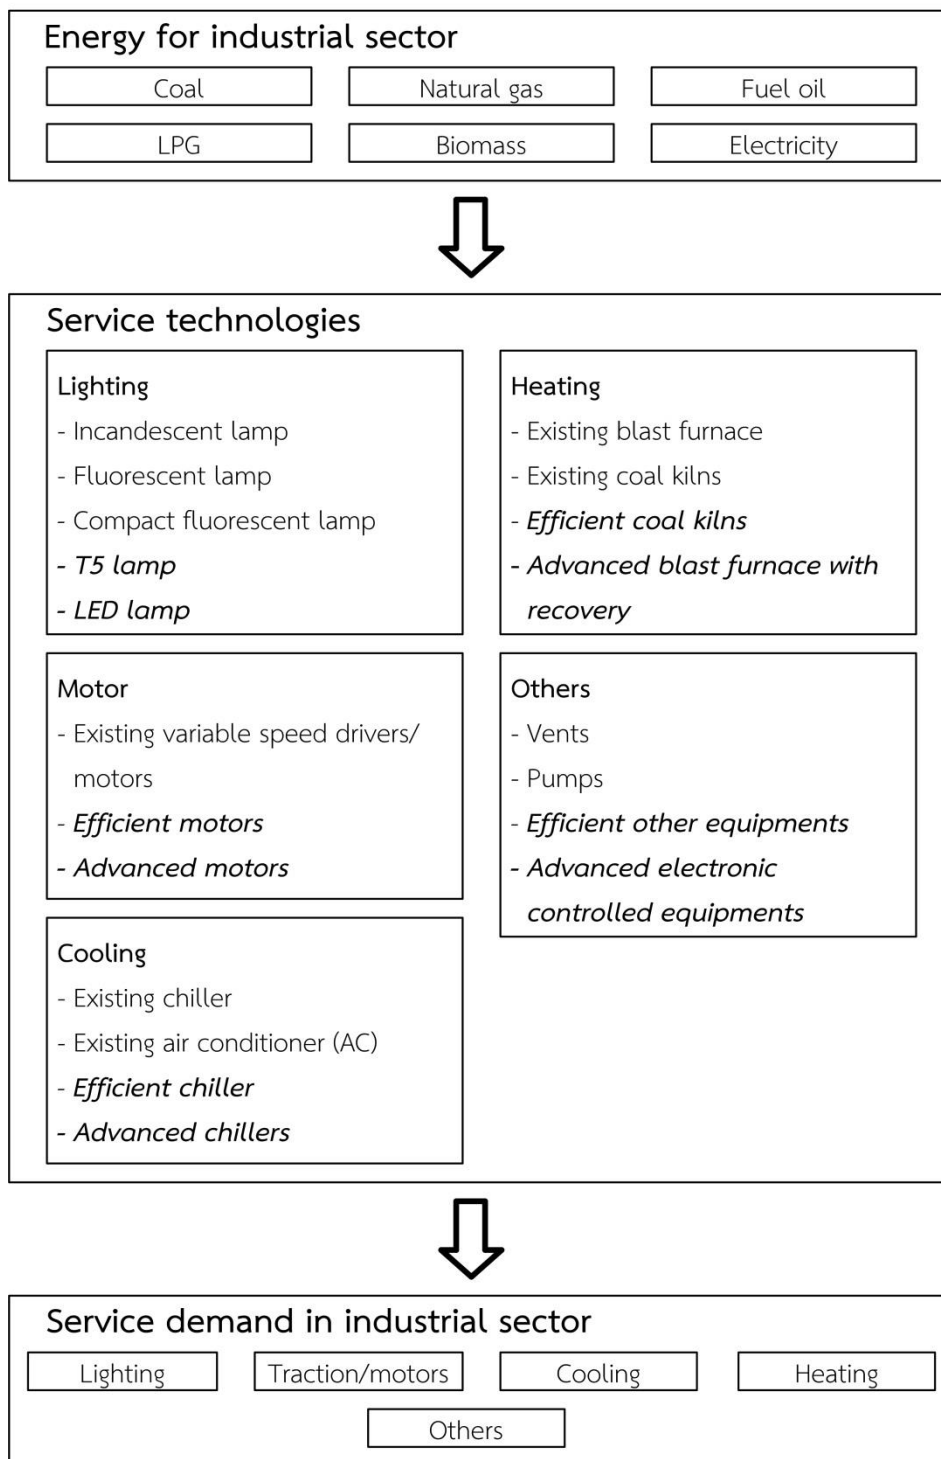 Energy for industrial sector
Coal
Natural gas
Fuel oil
LPG
Biomass
Electricity
Service technologies
Lighting
- Incandescent lamp
- Fluorescent lamp
- Compact fluorescent lamp
- T5 lamp
- LED lamp
Heating
- Existing blast furnace
- Existing coal kilns
- Efficient coal kilns
- Advanced blast furnace with
recovery
Motor
- Existing variable speed drivers/
motors
- Efficient motors
- Advanced motors
Others
- Vents
- Pumps
- Efficient other equipments
- Advanced electronic
controlled equipments
Cooling
- Existing chiller
- Existing air conditioner (AC)
- Efficient chiller
- Advanced chillers
Service demand in industrial sector
Lighting
Traction/motors
Cooling
Heating
Others